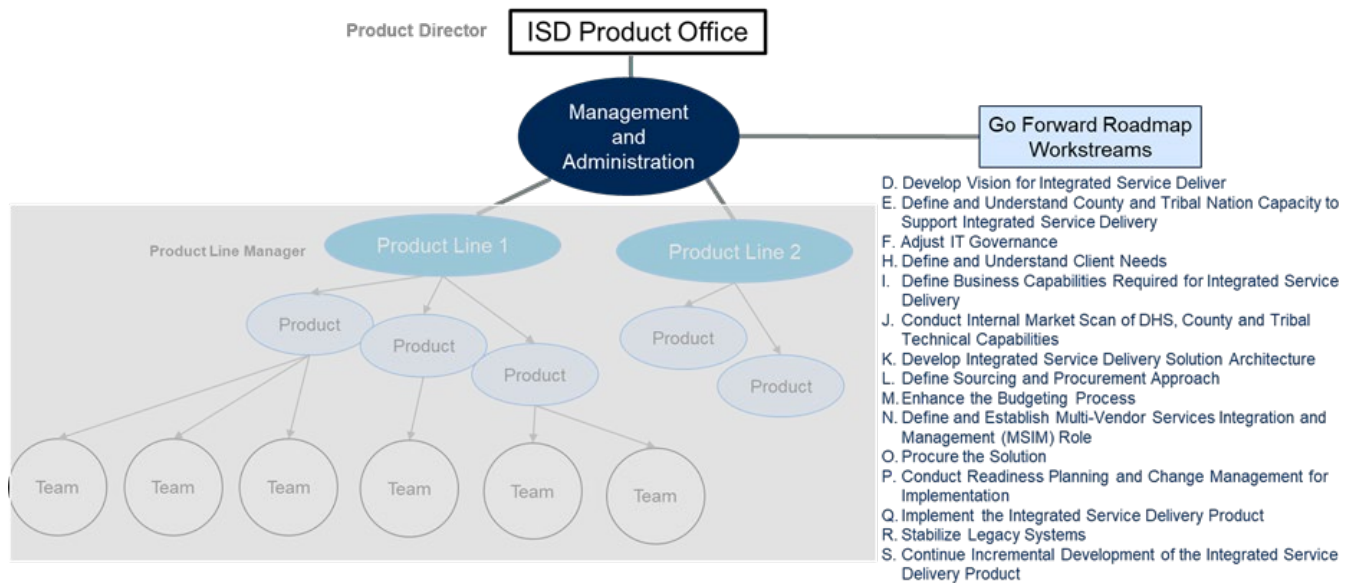 Product Director
ISD Product Office
Management
and
Administration
Go Forward Roadmap
Workstreams
D. Develop Vision for Integrated Service Deliver
E. Define and Understand County and Tribal Nation Capacity to
Support Integrated Service Delivery
F. Adjust IT Governance
H. Define and Understand Client Needs
I. Define Business Capabilities Required for Integrated Service
Delivery
J. Conduct Internal Market Scan of DHS, County and Tribal
Technical Capabilities
K. Develop Integrated Service Delivery Solution Architecture
L. Define Sourcing and Procurement Approach
M. Enhance the Budgeting Process
N. Define and Establish Multi-Vendor Services Integration and
Management (MSIM) Role
O. Procure the Solution
P. Conduct Readiness Planning and Change Management for
Implementation
Q. Implement the Integrated Service Delivery Product
R. Stabilize Legacy Systems
S. Continue Incremental Development of the Integrated Service
Delivery Product
Product Line Manager
Product Line 1
Product Line 2
Product
Product
Product
Product
Product
Team
Team
Team
Team
Team
Team